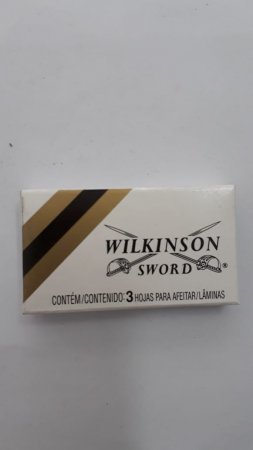 WILKINSON
SWORD®
CONTÉM/CONTENIDO: 3 HOJAS PARA AFEITAR/LÂMINAS